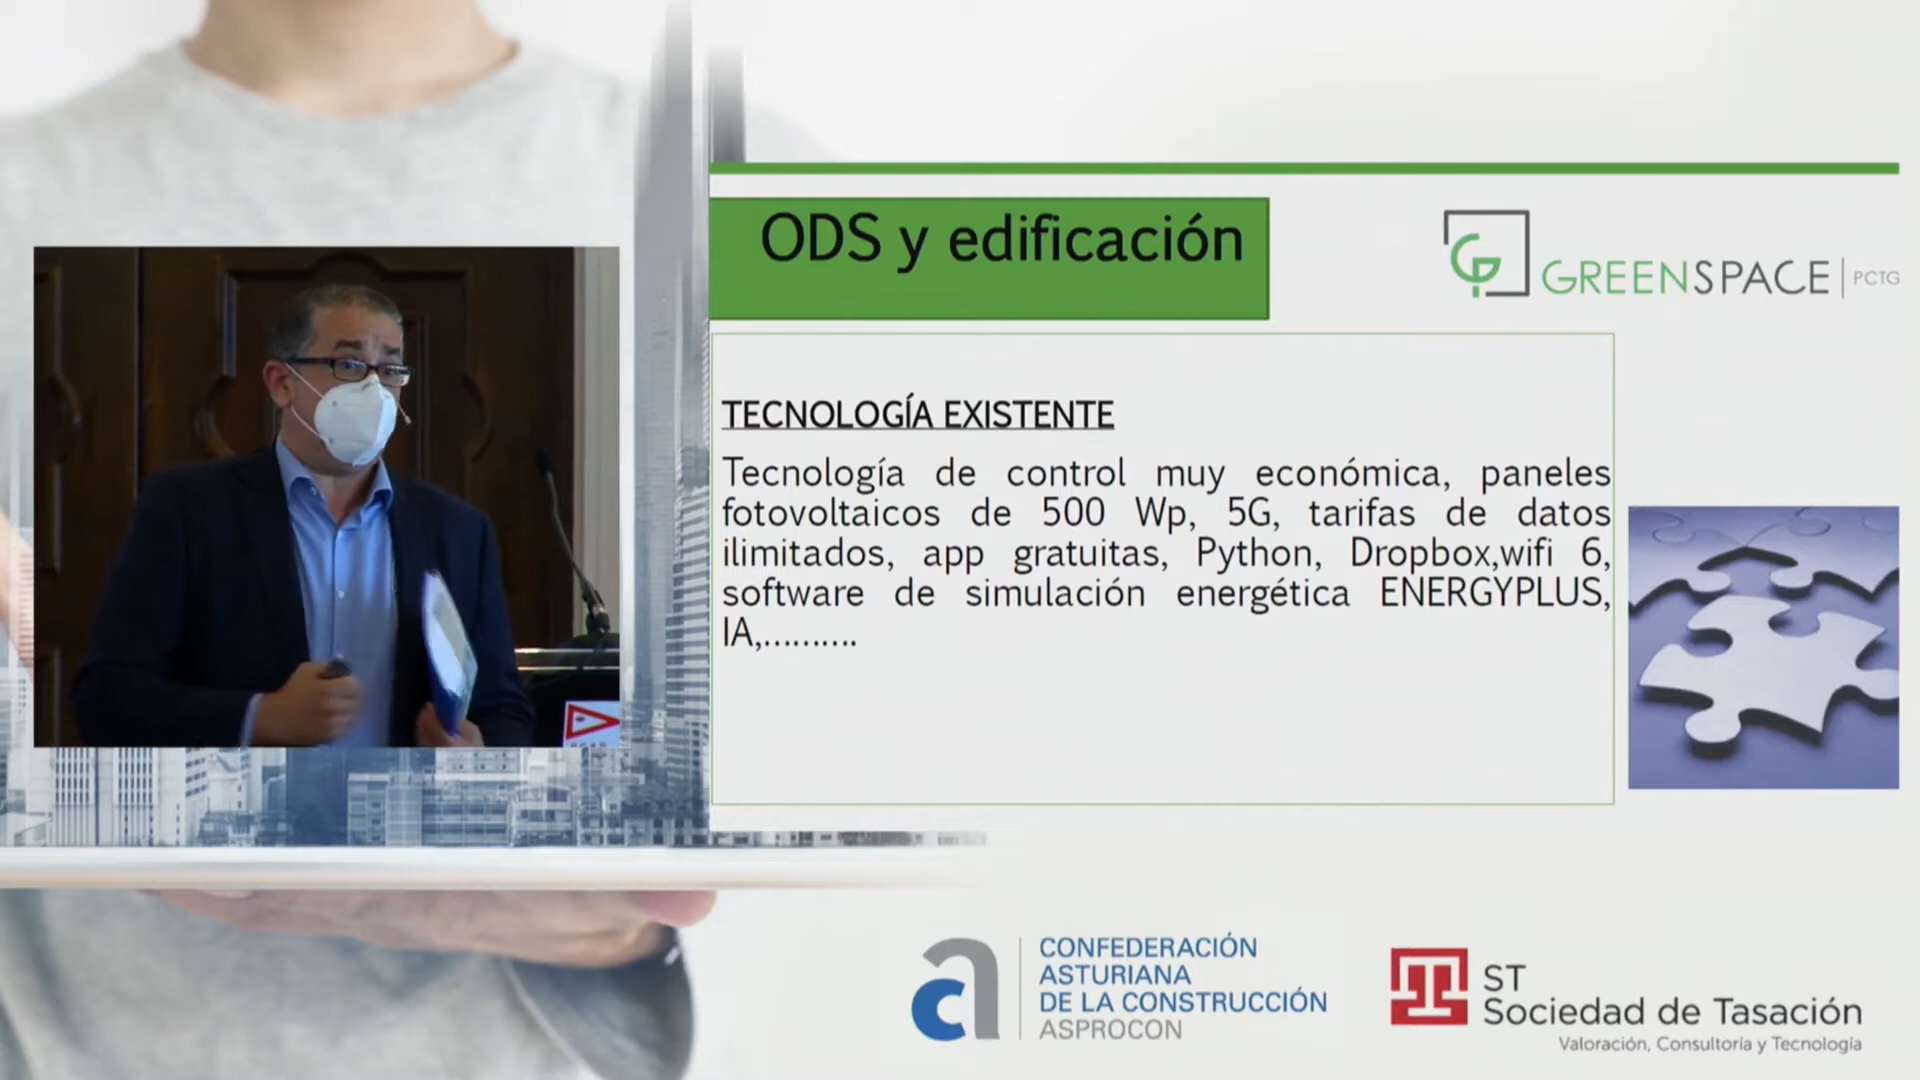 ODS y edificación
GREENSPACE PCTG
TECNOLOGÍA EXISTENTE
Tecnología de control muy económica, paneles
fotovoltaicos de 500 Wp, 5G, tarifas de datos
ilimitados, app gratuitas, Python, Dropbox,wifi 6,
software de simulación energética ENERGYPLUS,
IA,..........
CONFEDERACIÓN
ASTURIANA
DE LA CONSTRUCCIÓN
ASPROCON
ST
Sociedad de Tasación
Valoración, Consultoría y Tecnología